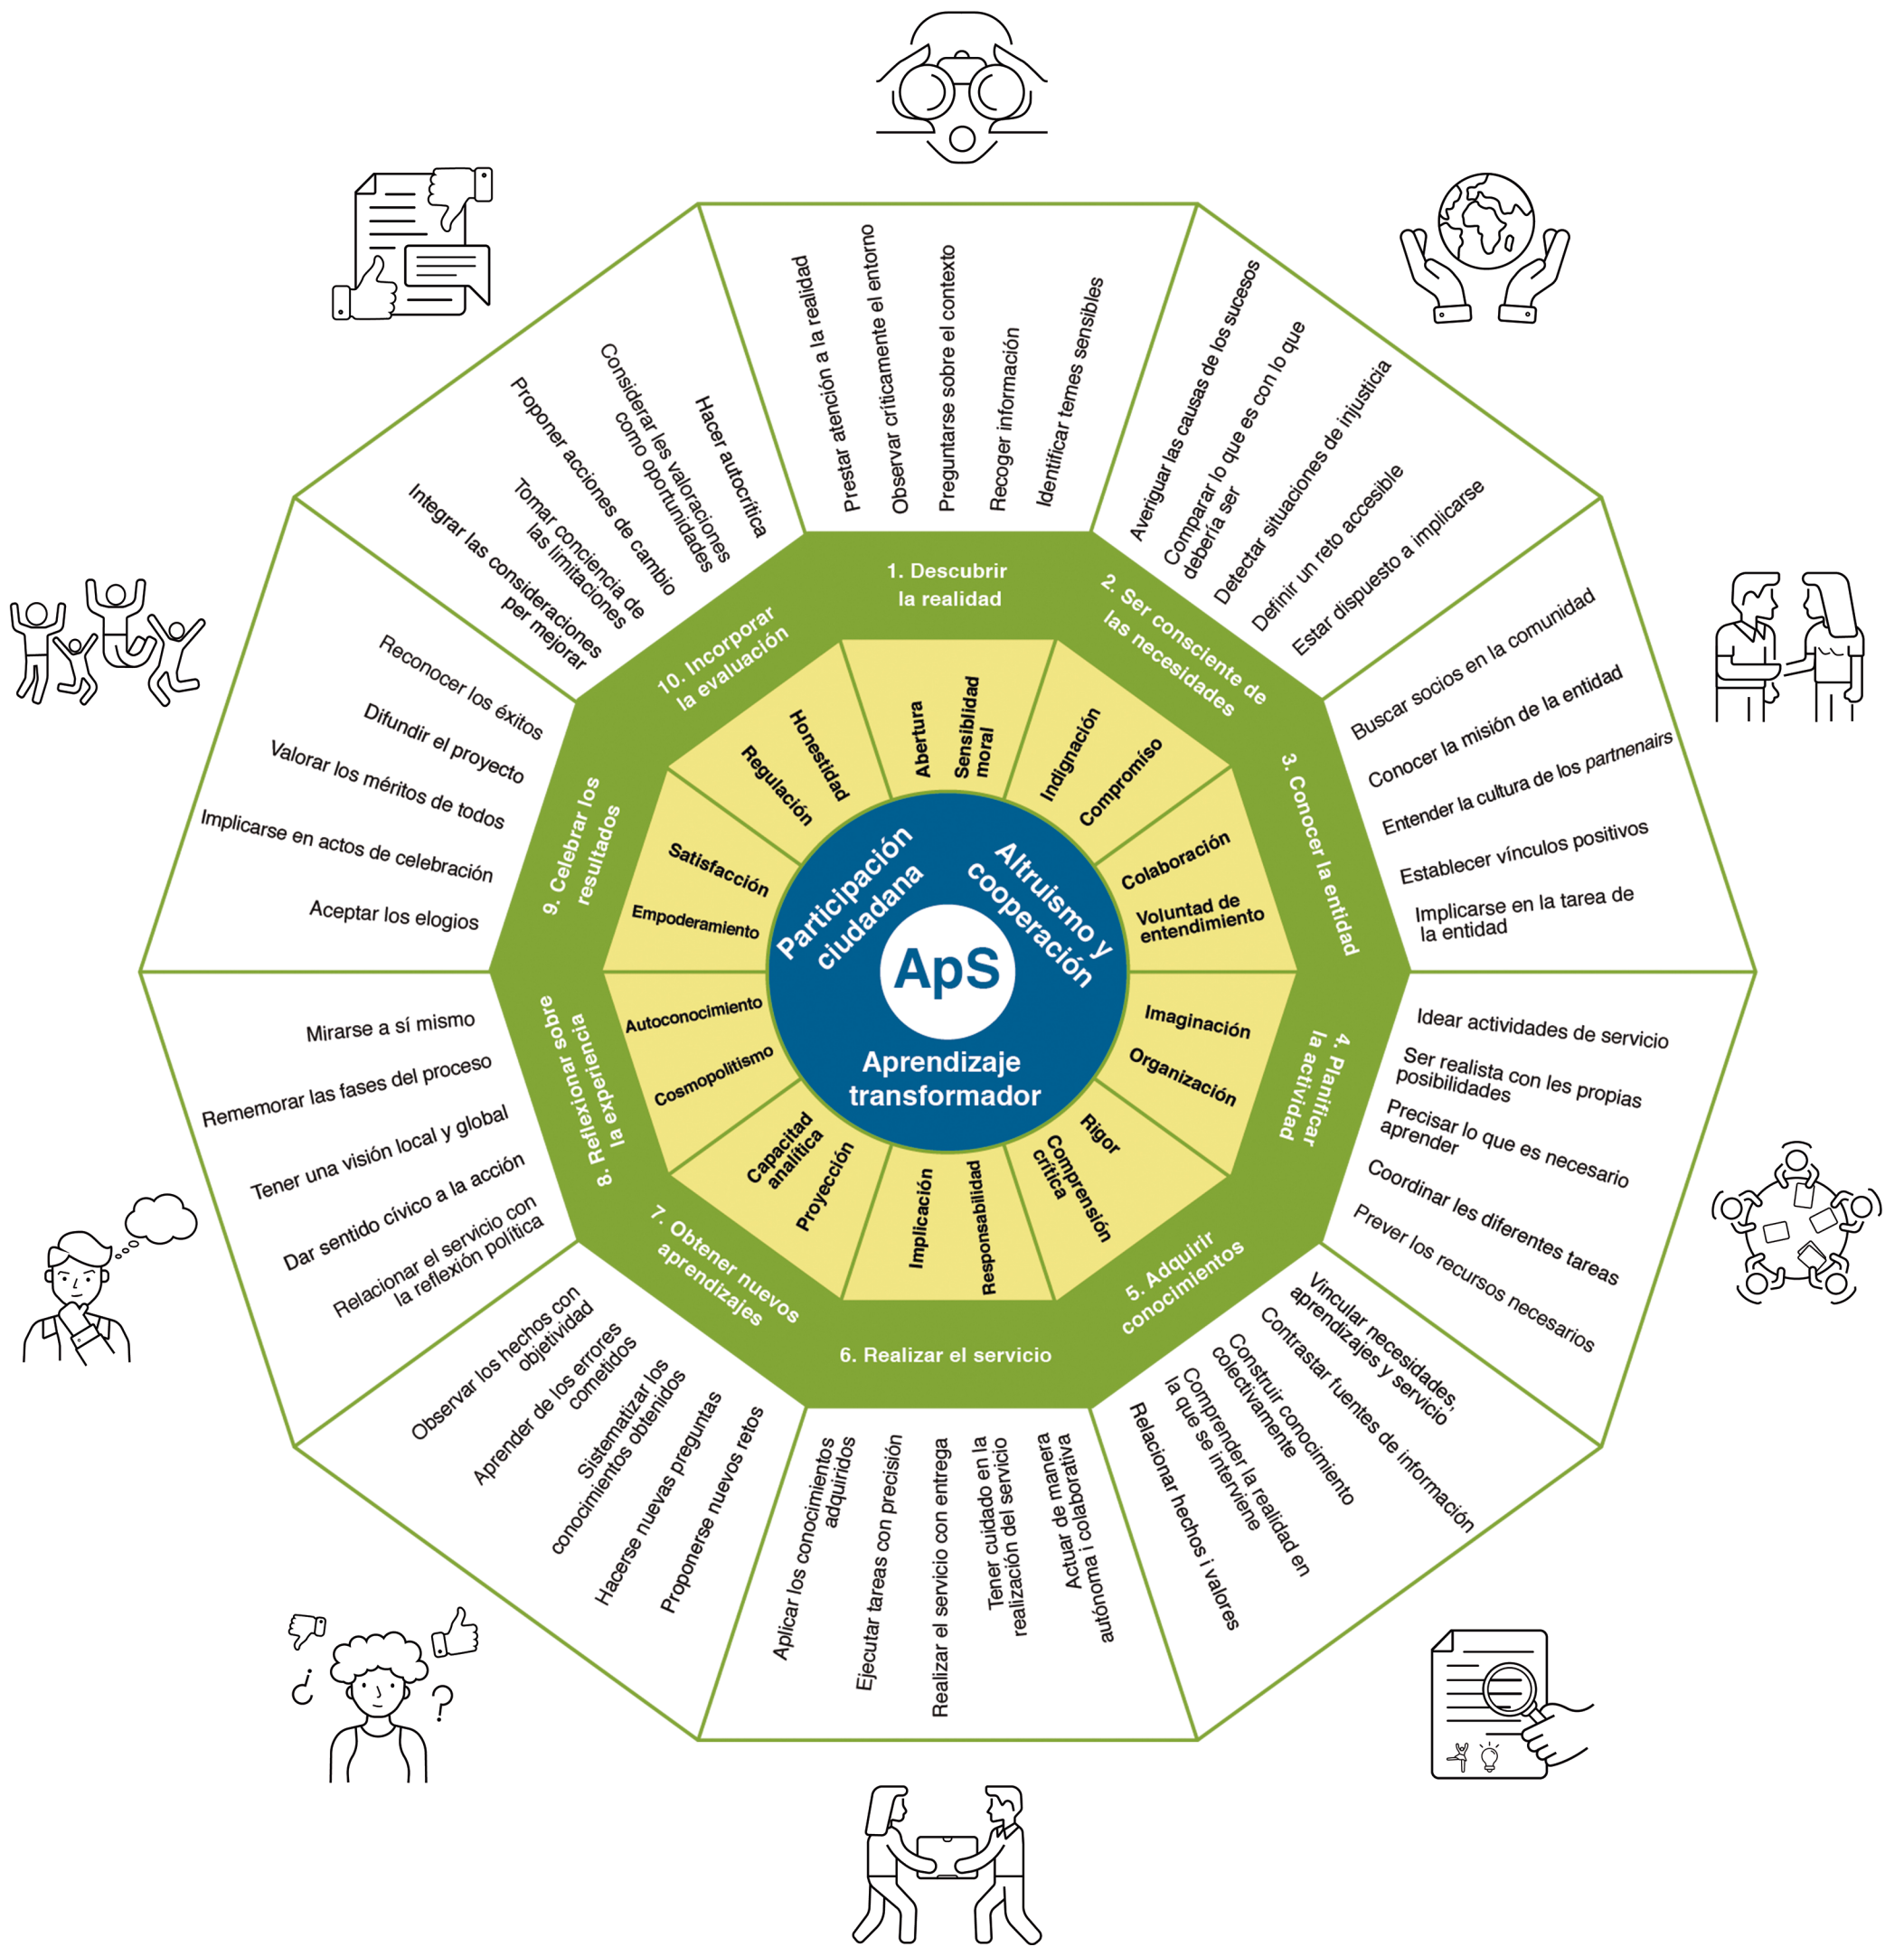 ApS
Participación
ciudadana
Altruismo y
cooperación
Aprendizaje
transformador
1. Descubrir
la realidad
Abertura
Sensiblidad
moral
Prestar atención a la realidad
Observar críticamente el entorno
Preguntarse sobre el contexto
Recoger información
Identificar temes sensibles
2. Ser consciente de
las necesidades
Indignación
Compromíso
Averiguar las causas de los sucesos
Comparar lo que es con lo que
debería ser
Detectar situaciones de injusticia
Definir un reto accesible
Estar dispuesto a implicarse
3. Conocer la entidad
Colaboración
Voluntad de
entendimiento
Buscar socios en la comunidad
Conocer la misión de la entidad
Entender la cultura de los partnenairs
Establecer vínculos positivos
Implicarse en la tarea de
la entidad
4. Planificar
la actividad
Imaginación
Organización
Idear actividades de servicio
Ser realista con les propias
posibilidades
Precisar lo que es necesario
aprender
Coordinar les diferentes tareas
Prever los recursos necesarios
5. Adquirir
conocimientos
Rigor
Comprensión
crítica
Vincular necesidades,
aprendizajes y servicio
Contrastar fuentes de información
Construir conocimiento
colectivamente
Comprender la realidad en
la que se interviene
Relacionar hechos i valores
6. Realizar el servicio
Implicación
Responsabilidad
Aplicar los conocimientos
adquiridos
Ejecutar tareas con precisión
Realizar el servicio con entrega
Tener cuidado en la
realización del servicio
Actuar de manera
autónoma i colaborativa
7. Obtener nuevos
aprendizajes
Capacitad
analítica
Proyección
Observar los hechos con
objetividad
Aprender de los errores
cometidos
Sistematizar los
conocimientos obtenidos
Hacerse nuevas preguntas
Proponerse nuevos retos
8. Reflexionar sobre
la experiencia
Autoconocimiento
Cosmopolitismo
Mirarse a sí mismo
Rememorar las fases del proceso
Tener una visión local y global
Dar sentido cívico a la acción
Relacionar el servicio con
la reflexión política
9. Celebrar los
resultados
Satisfacción
Empoderamiento
Reconocer los éxitos
Difundir el proyecto
Valorar los méritos de todos
Implicarse en actos de celebración
Aceptar los elogios
10. Incorporar
la evaluación
Regulación
Honestidad
Hacer autocrítica
Considerar les valoraciones
como oportunidades
Proponer acciones de cambio
Tomar conciencia de
las limitaciones
Integrar las consideraciones
per mejorar
¿
?